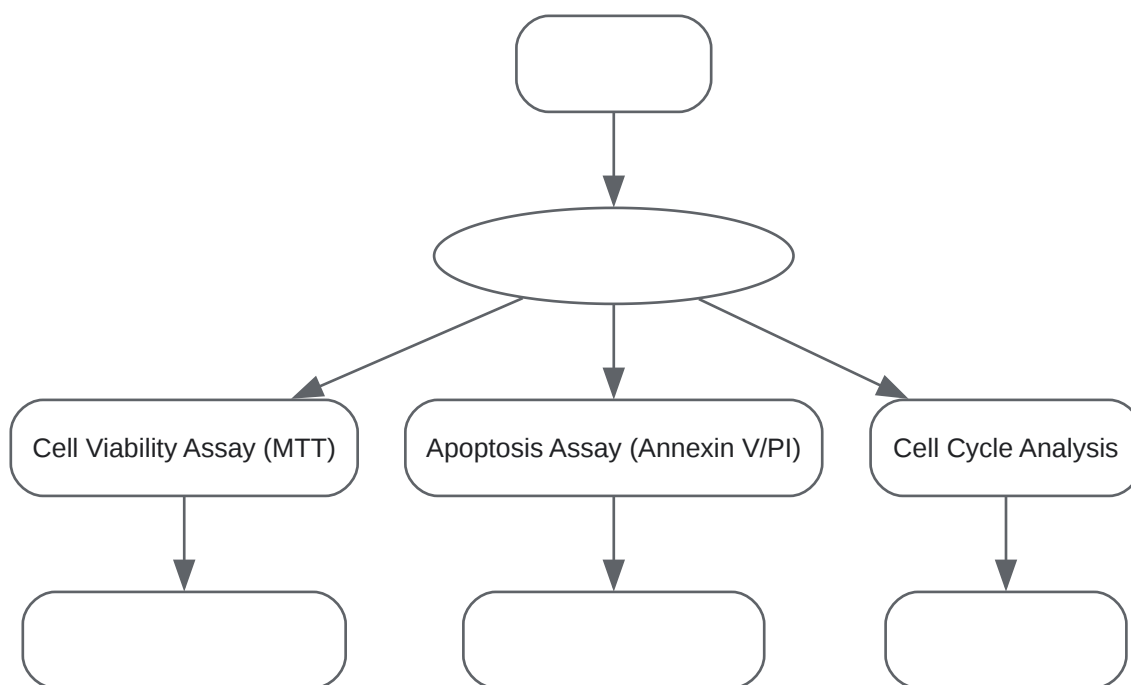 Cell Viability Assay (MTT)
Apoptosis Assay (Annexin V/PI)
Cell Cycle Analysis